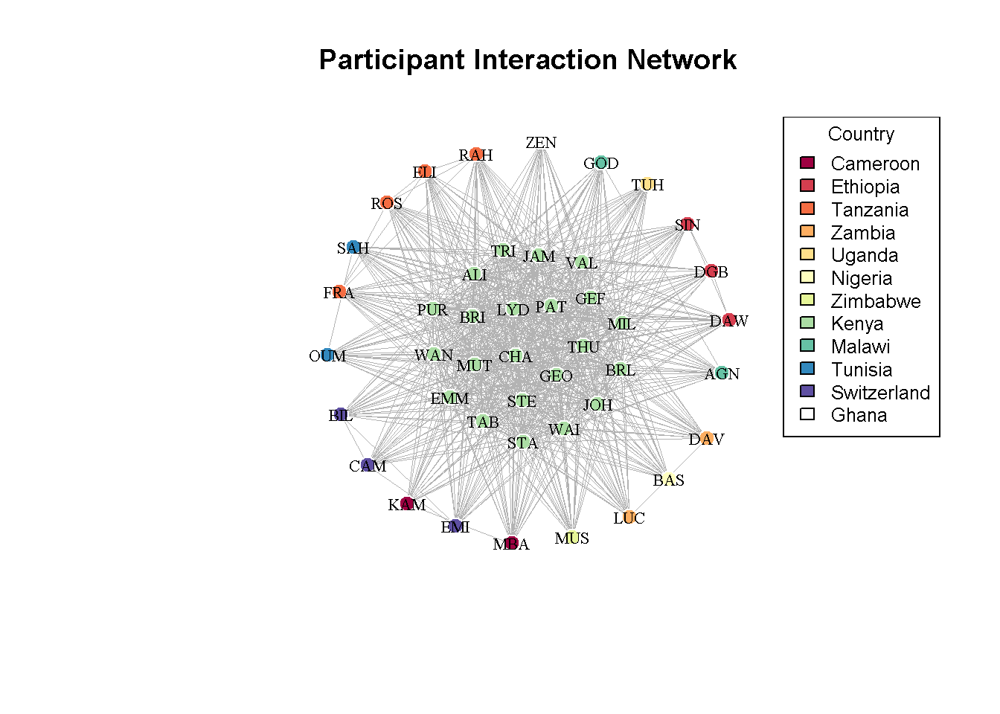 Participant Interaction Network
Country
Cameroon
Ethiopia
Tanzania
Zambia
Uganda
Nigeria
Zimbabwe
Kenya
Malawi
Tunisia
Switzerland
Ghana
ZEN
RAH
GOD
ELI
TUH
ROS
SIN
SAH
TRI
JAM
VAL
DGB
ALI
FRA
GEF
PUR
BRI
LYD
PAT
MIL
DAW
THU
OUM
WAN
CHA
MUT
BRL
GEO
AGN
EMM
STE
JOH
BIL
TAB
WAI
STA
DAV
CAM
BAS
KAM
LUC
EMI
MUS
MBA